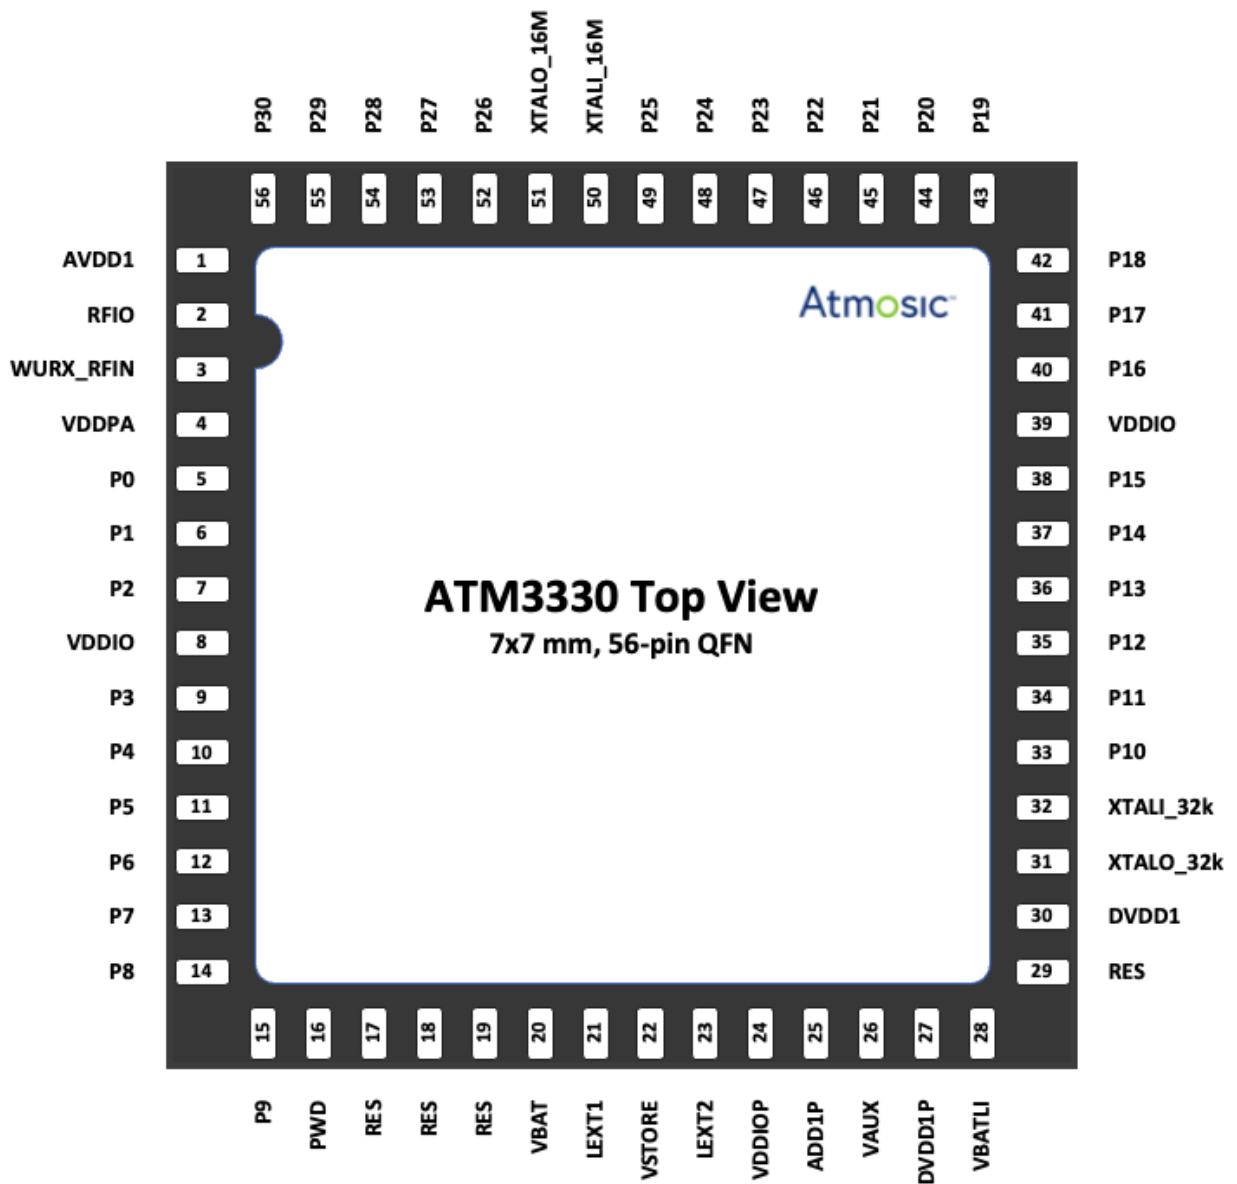 P30 P29 P28 P27 P26 XTALO_16M XTALI_16M P25 P24 P23 P22 P21 P20 P19
56 55 54 53 52 51 50 49 48 47 46 45 44 43
AVDD1 1 42 P18
Atmosic™
RFIO 2 41 P17
WURX_RFIN 3 40 P16
VDDPA 4 39 VDDIO
P0 5 38 P15
P1 6 37 P14
P2 7 36 P13
ATM3330 Top View
7x7 mm, 56-pin QFN
VDDIO 8 35 P12
P3 9 34 P11
P4 10 33 P10
P5 11 32 XTALI_32k
P6 12 31 XTALO_32k
P7 13 30 DVDD1
P8 14 29 RES
15 16 17 18 19 20 21 22 23 24 25 26 27 28
P9 PWD RES RES RES VBAT LEXT1 VSTORE LEXT2 VDDIOP ADD1P VAUX DVDD1P VBATLI